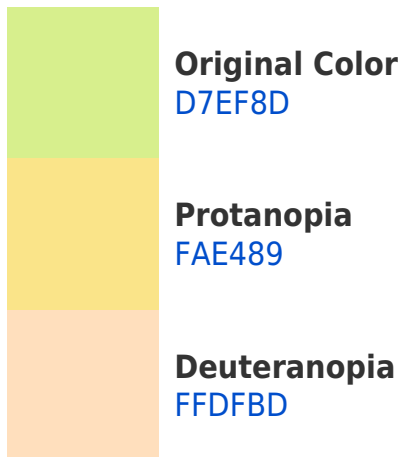 Original Color
D7EF8D
Protanopia
FAE489
Deuteranopia
FFDFBD